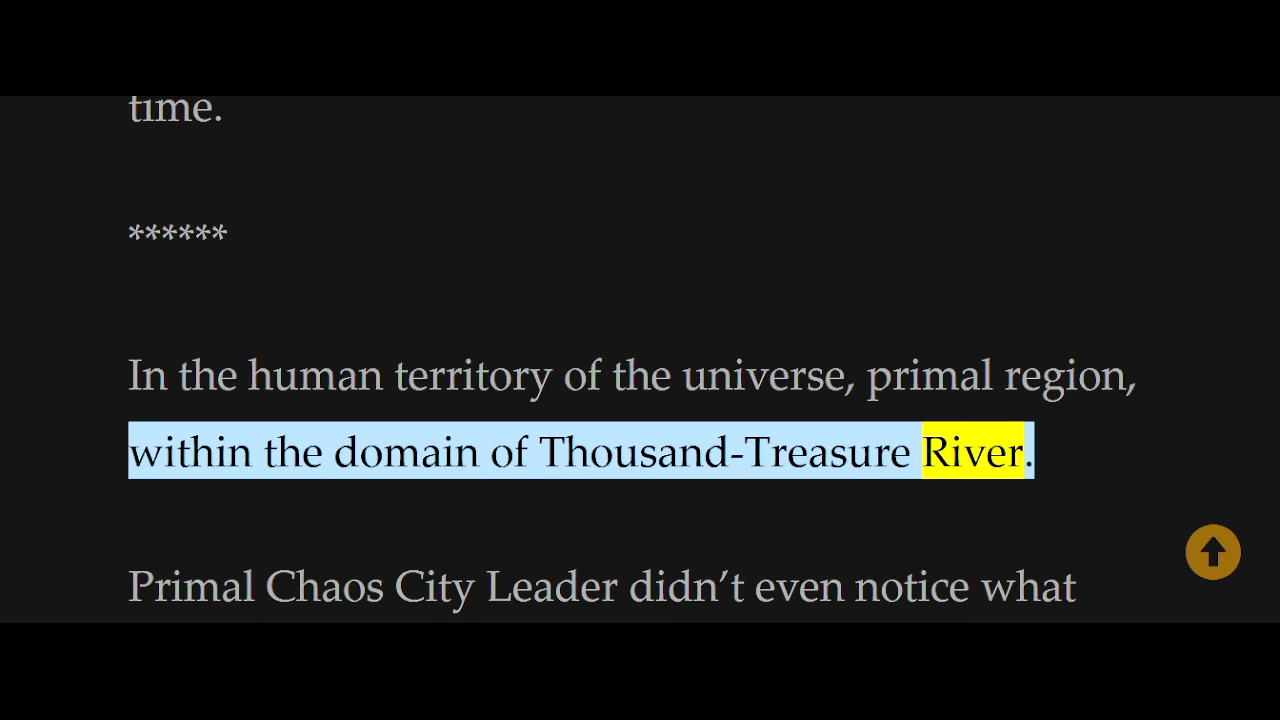 time.
******
In the human territory of the universe, primal region,
within the domain of Thousand-Treasure River.
Primal Chaos City Leader didn’t even notice what